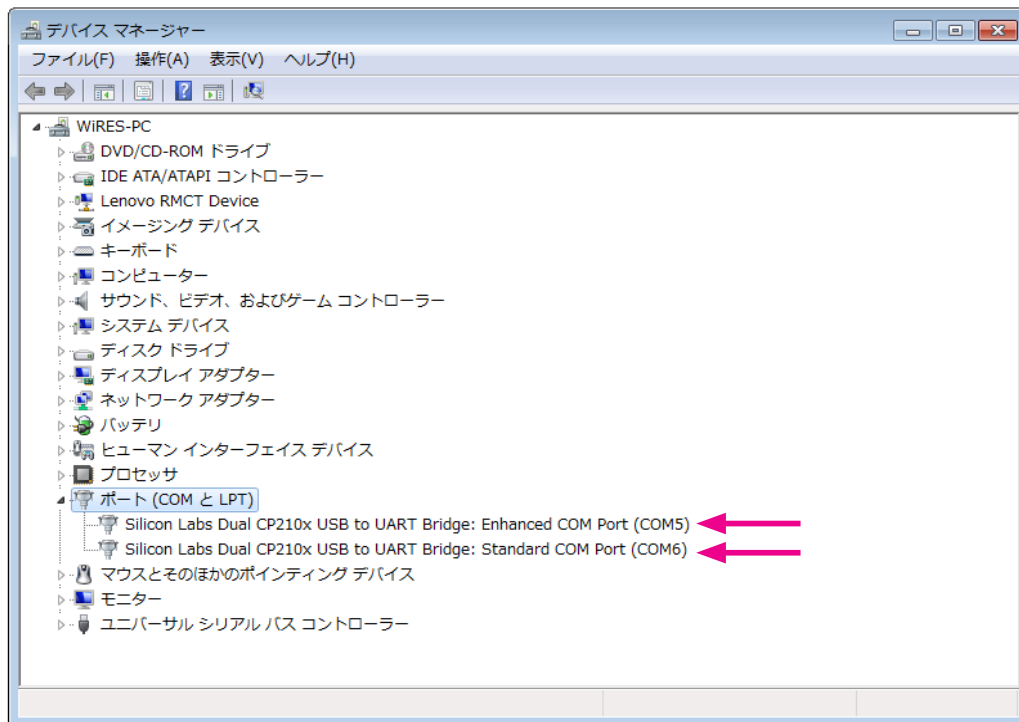 デバイス マネージャー
ファイル(F) 操作(A) 表示(V) ヘルプ(H)
WiRES-PC
DVD/CD-ROM ドライブ
IDE ATA/ATAPI コントローラー
Lenovo RMCT Device
イメージング デバイス
キーボード
コンピューター
サウンド、ビデオ、およびゲーム コントローラー
システム デバイス
ディスク ドライブ
ディスプレイ アダプター
ネットワーク アダプター
バッテリ
ヒューマン インターフェイス デバイス
プロセッサ
ポート (COM と LPT)
Silicon Labs Dual CP210x USB to UART Bridge: Enhanced COM Port (COM5)
Silicon Labs Dual CP210x USB to UART Bridge: Standard COM Port (COM6)
マウスとそのほかのポインティング デバイス
モニター
ユニバーサル シリアル バス コントローラー